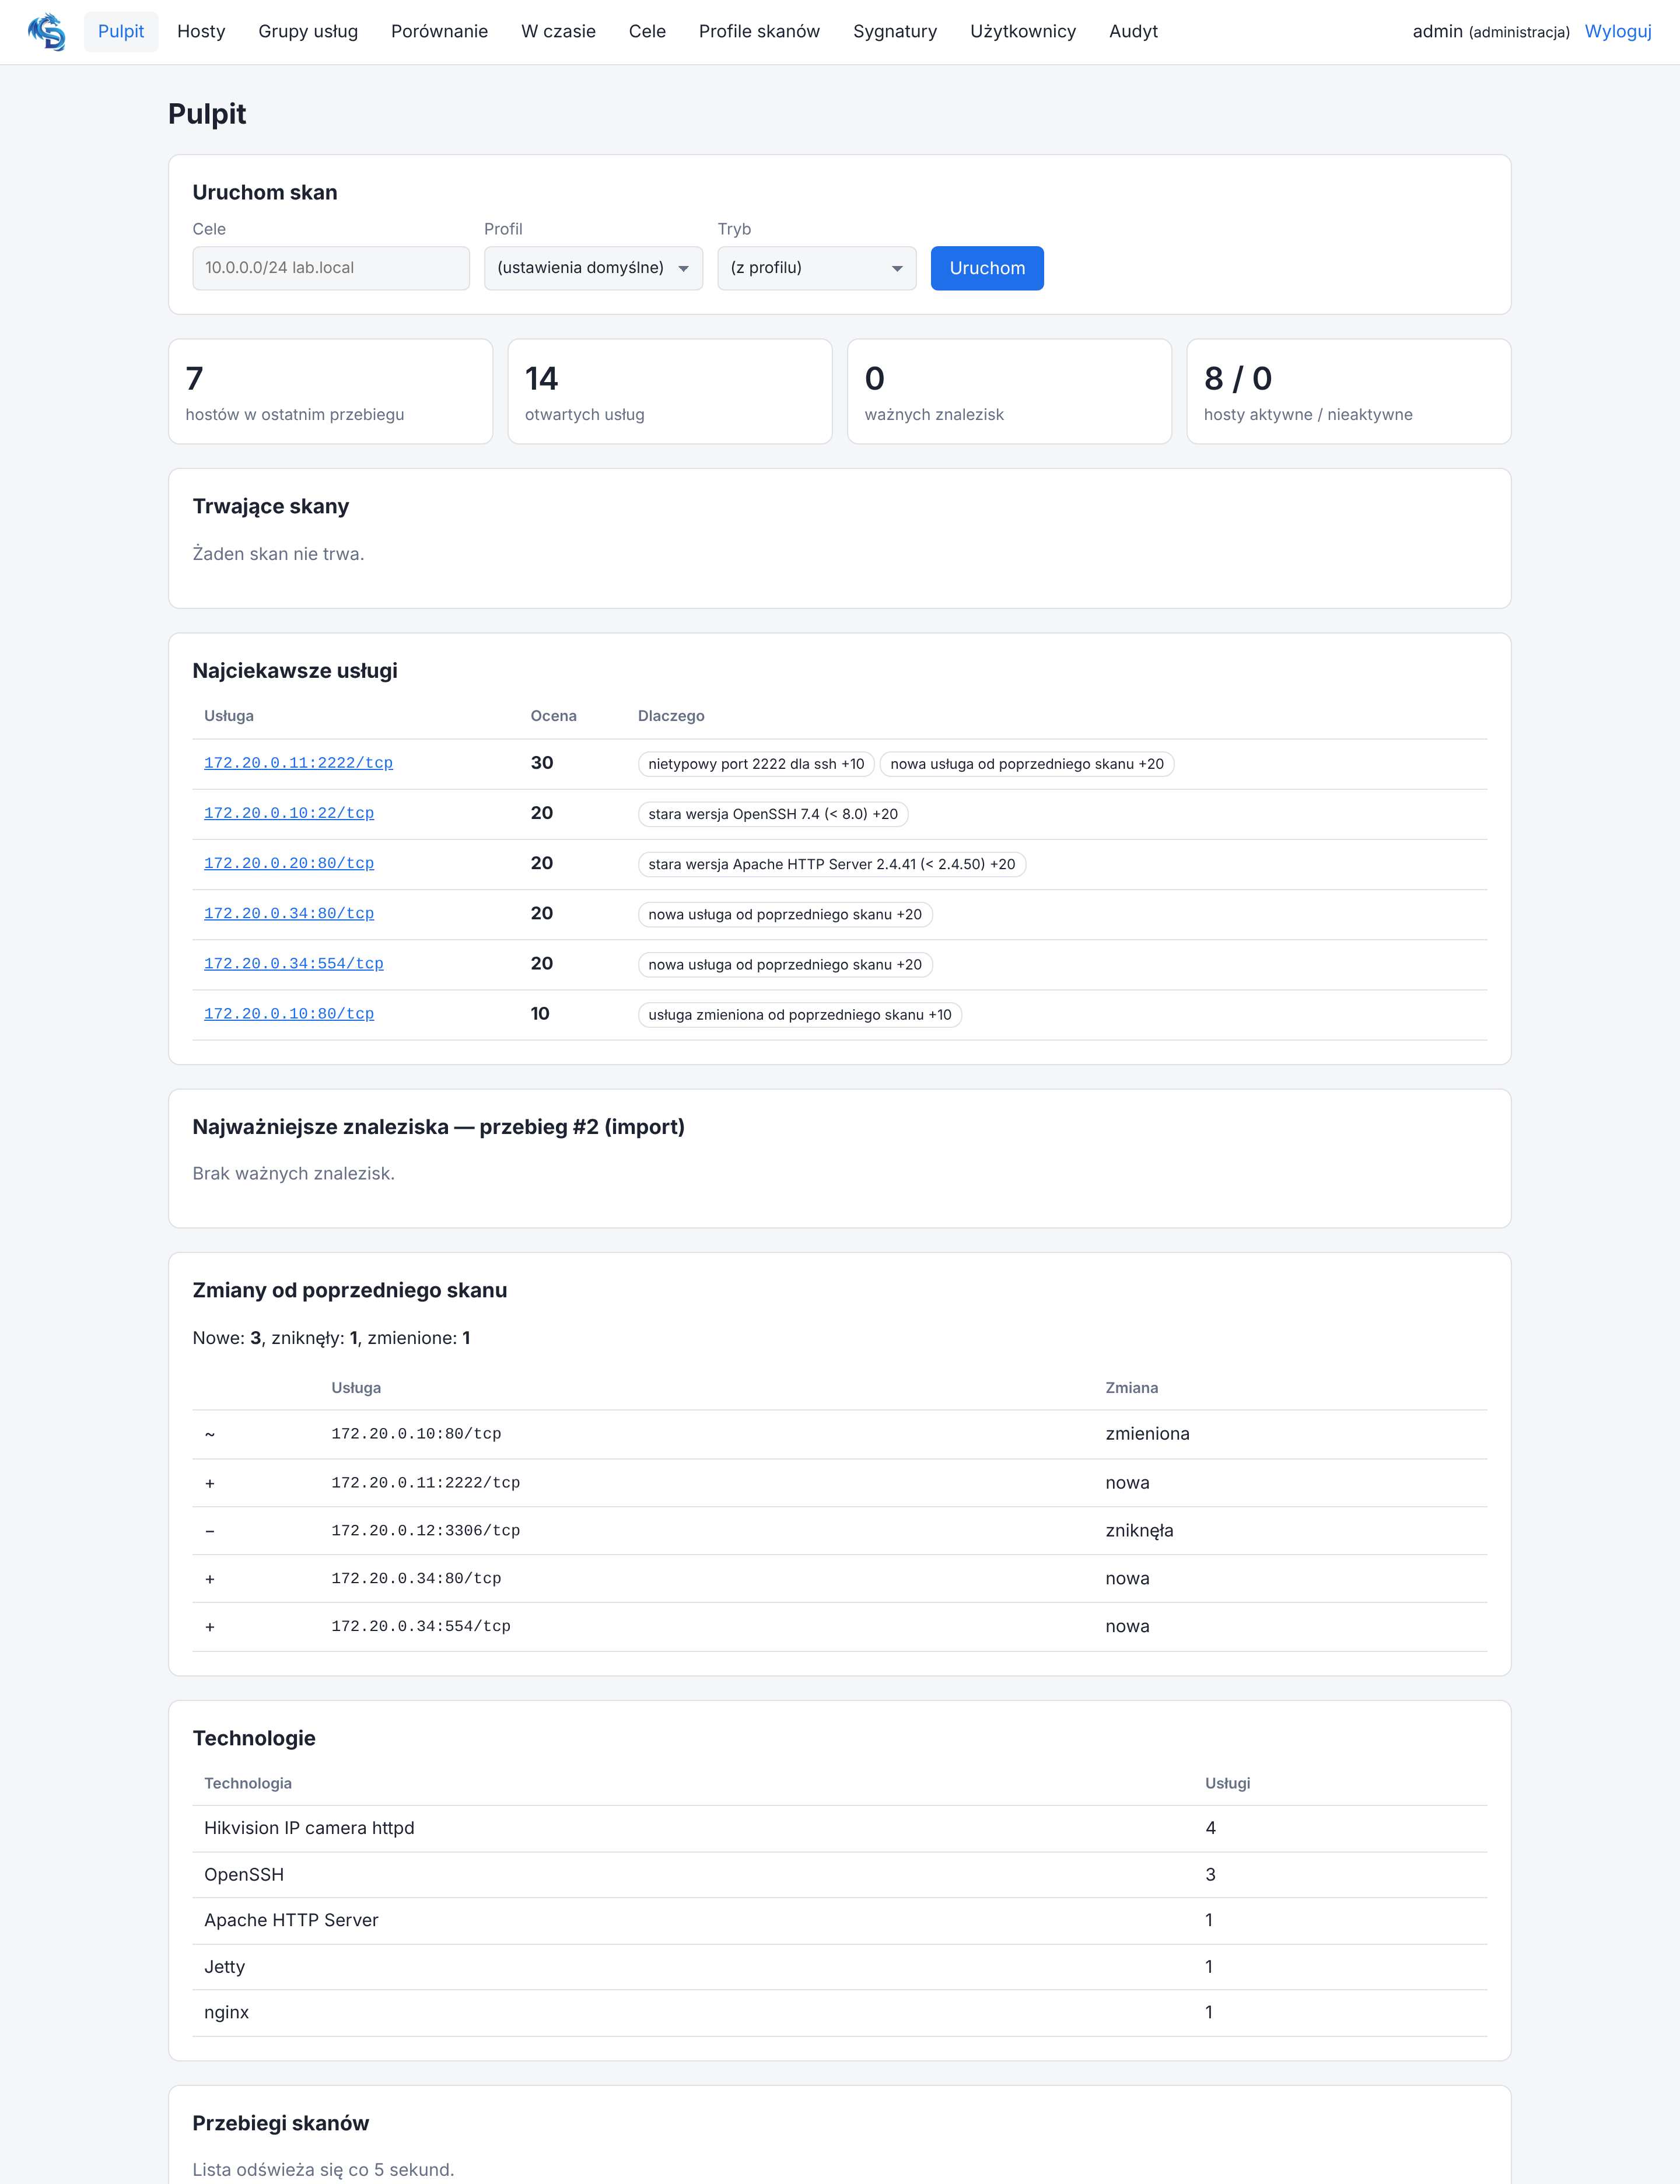 Pulpit Hosty Grupy usług Porównanie W czasie Cele Profile skanów Sygnatury Użytkownicy Audyt admin (administracja) Wyloguj
Pulpit
Uruchom skan
Cele Profil Tryb
10.0.0.0/24 lab.local (ustawienia domyślne) (z profilu) Uruchom
7 14 0 8 / 0
hostów w ostatnim przebiegu otwartych usług ważnych znalezisk hosty aktywne / nieaktywne
Trwające skany
Żaden skan nie trwa.
Najciekawsze usługi
Usługa Ocena Dlaczego
172.20.0.11:2222/tcp 30 nietypowy port 2222 dla ssh +10 nowa usługa od poprzedniego skanu +20
172.20.0.10:22/tcp 20 stara wersja OpenSSH 7.4 (< 8.0) +20
172.20.0.20:80/tcp 20 stara wersja Apache HTTP Server 2.4.41 (< 2.4.50) +20
172.20.0.34:80/tcp 20 nowa usługa od poprzedniego skanu +20
172.20.0.34:554/tcp 20 nowa usługa od poprzedniego skanu +20
172.20.0.10:80/tcp 10 usługa zmieniona od poprzedniego skanu +10
Najważniejsze znaleziska — przebieg #2 (import)
Brak ważnych znalezisk.
Zmiany od poprzedniego skanu
Nowe: 3, zniknęły: 1, zmienione: 1
Usługa Zmiana
~ 172.20.0.10:80/tcp zmieniona
+ 172.20.0.11:2222/tcp nowa
− 172.20.0.12:3306/tcp zniknęła
+ 172.20.0.34:80/tcp nowa
+ 172.20.0.34:554/tcp nowa
Technologie
Technologia Usługi
Hikvision IP camera httpd 4
OpenSSH 3
Apache HTTP Server 1
Jetty 1
nginx 1
Przebiegi skanów
Lista odświeża się co 5 sekund.